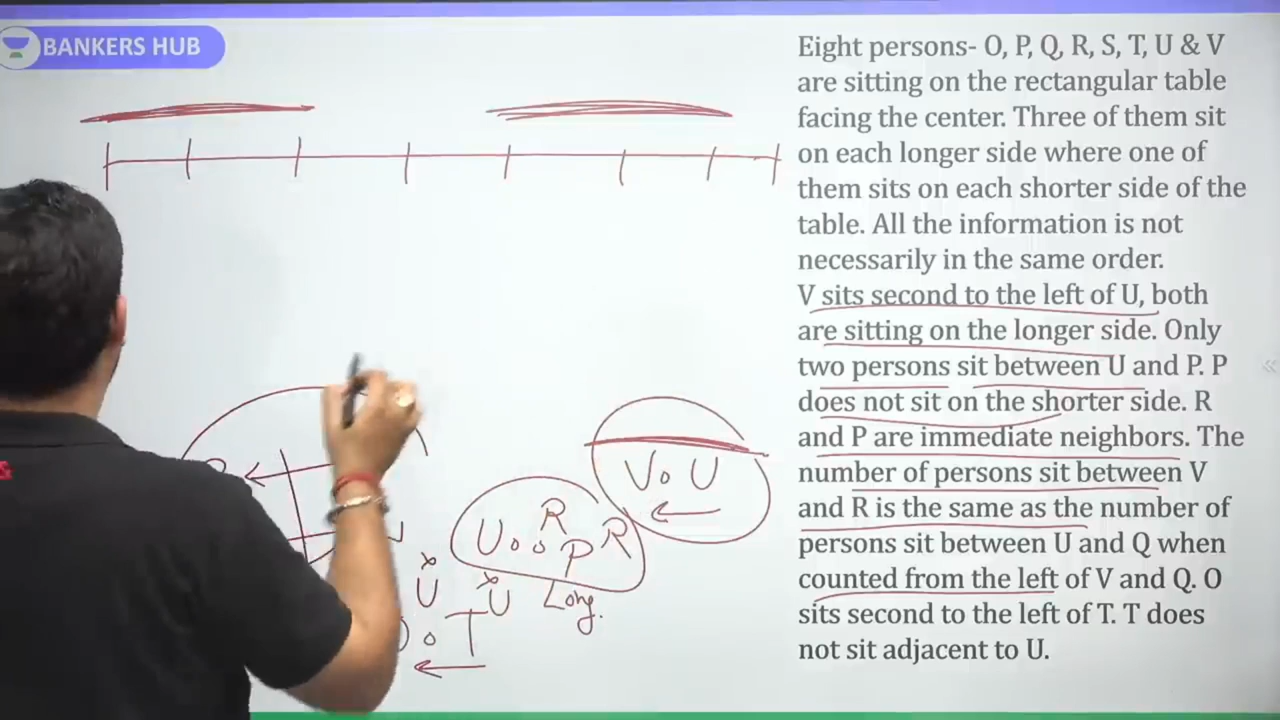 BANKERS HUB
Eight persons- O, P, Q, R, S, T, U & V
are sitting on the rectangular table
facing the center. Three of them sit
on each longer side where one of
them sits on each shorter side of the
table. All the information is not
necessarily in the same order.
V sits second to the left of U, both
are sitting on the longer side. Only
two persons sit between U and P. P
does not sit on the shorter side. R
and P are immediate neighbors. The
number of persons sit between V
and R is the same as the number of
persons sit between U and Q when
counted from the left of V and Q. O
sits second to the left of T. T does
not sit adjacent to U.
V o U
R
U o o P R
U U Long.
o T